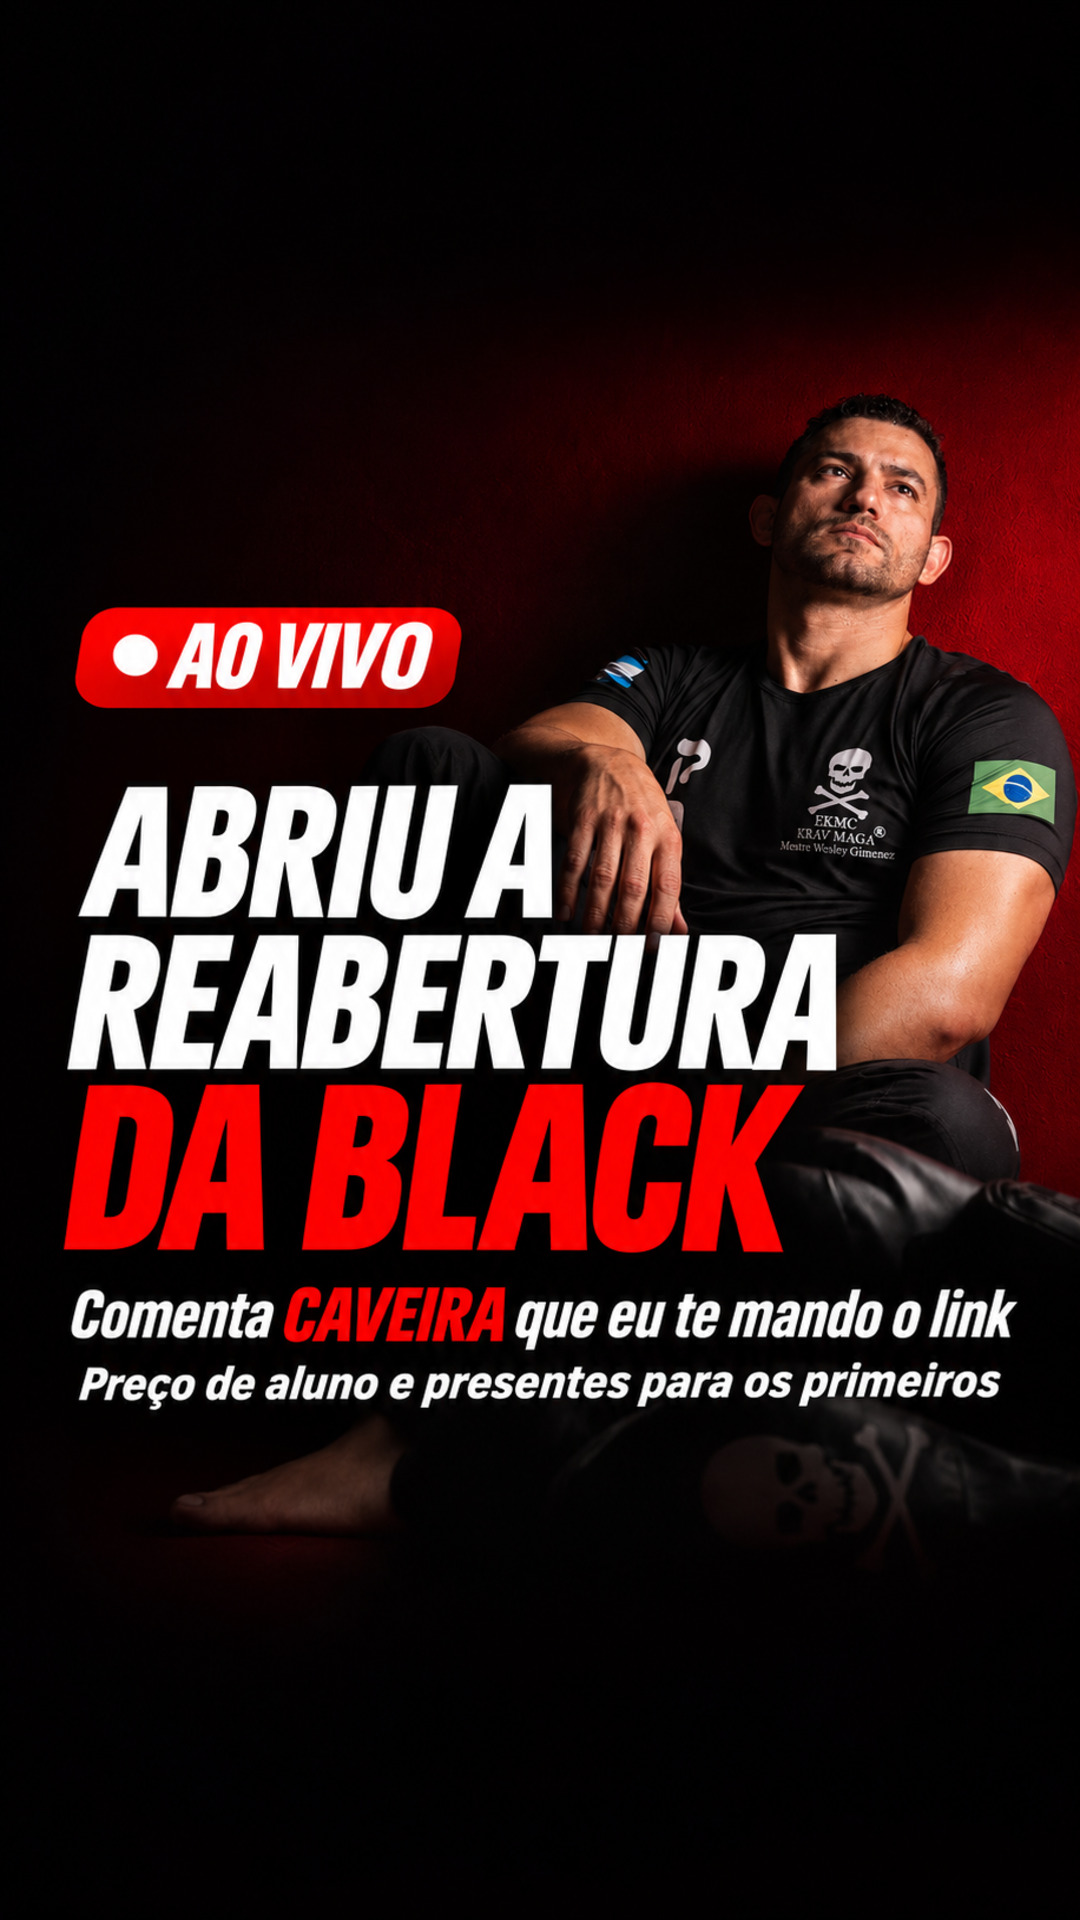 AO VIVO
EKMC
KRAV MAGA®
Mestre Wesley Gimenez
ABRIU A
REABERTURA
DA BLACK
Comenta CAVEIRA que eu te mando o link
Preço de aluno e presentes para os primeiros